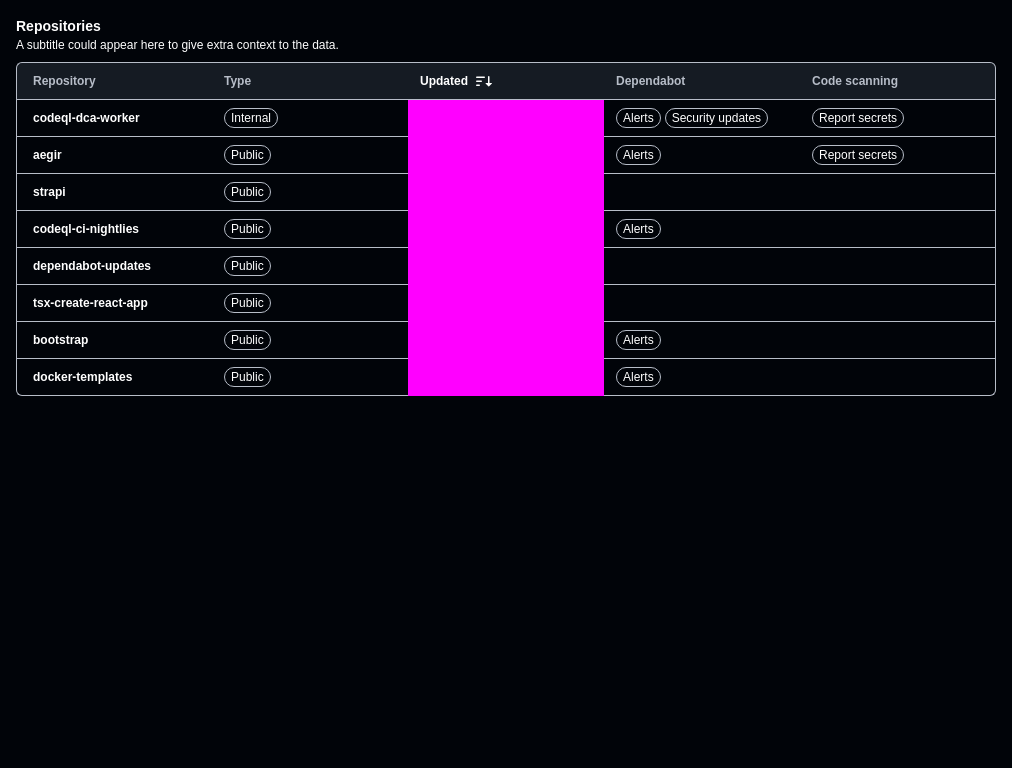 Repositories
A subtitle could appear here to give extra context to the data.
Repository Type Updated Dependabot Code scanning
codeql-dca-worker Internal Alerts Security updates Report secrets
aegir Public Alerts Report secrets
strapi Public
codeql-ci-nightlies Public Alerts
dependabot-updates Public
tsx-create-react-app Public
bootstrap Public Alerts
docker-templates Public Alerts